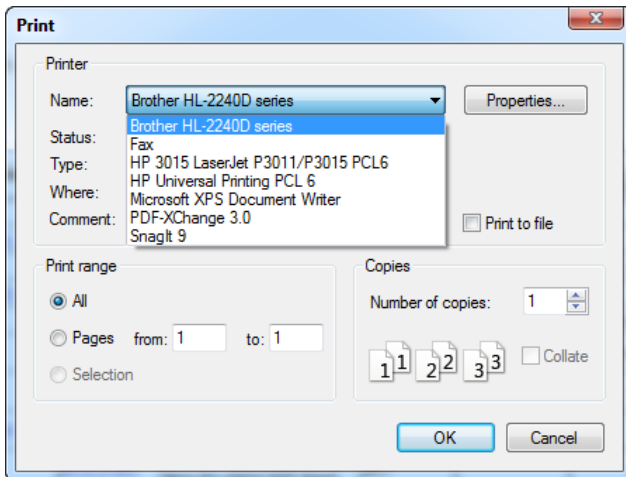 Print
Printer
Name: Brother HL-2240D series Properties...
Brother HL-2240D series
Status:
Fax
Type: HP 3015 LaserJet P3011/P3015 PCL6
HP Universal Printing PCL 6
Where:
Microsoft XPS Document Writer
Comment: PDF-XChange 3.0 Print to file
SnagIt 9
Print range
All
Pages from: 1 to: 1
Selection
Copies
Number of copies: 1
1 1 2 2 3 3 Collate
OK Cancel